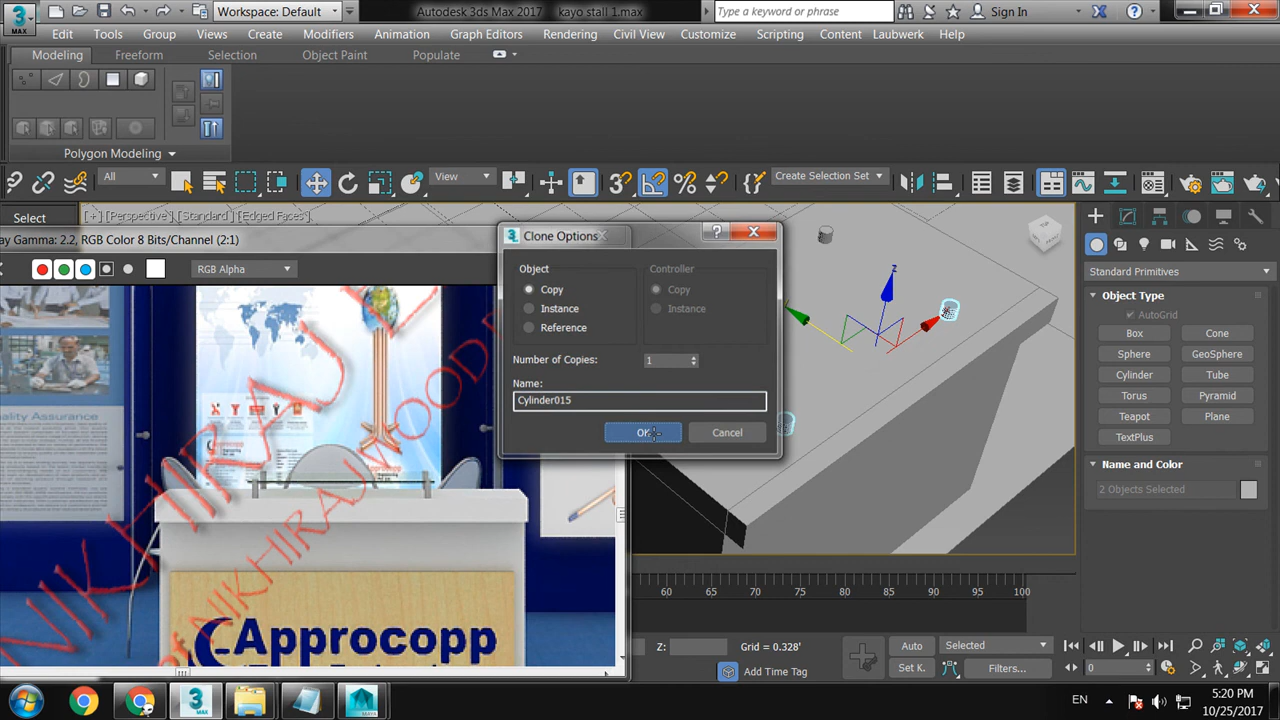 Workspace: Default
Autodesk 3ds Max 2017
kayo stall 1.max
Type a keyword or phrase
Sign In
3
MAX
Edit
Tools
Group
Views
Create
Modifiers
Animation
Graph Editors
Rendering
Civil View
Customize
Scripting
Content
Laubwerk
Help
Modeling
Freeform
Selection
Object Paint
Populate
Polygon Modeling
All
View
Create Selection Set
Select
[+] [Perspective] [Standard] [Edged Faces]
ay Gamma: 2.2, RGB Color 8 Bits/Channel (2:1)
RGB Alpha
Clone Options
Object
Copy
Instance
Reference
Controller
Copy
Instance
Number of Copies:
1
Name:
Cylinder015
OK
Cancel
z
Standard Primitives
Object Type
AutoGrid
Box
Cone
Sphere
GeoSphere
Cylinder
Tube
Torus
Pyramid
Teapot
Plane
TextPlus
Name and Color
2 Objects Selected
ality Assurance
NIKHIRAJ
NIKHIRAJWOOD
Approcopp
60
65
70
75
80
85
90
95
100
Z:
Grid = 0.328'
Add Time Tag
Auto
Selected
Set K.
Filters...
0
EN
5:20 PM
10/25/2017